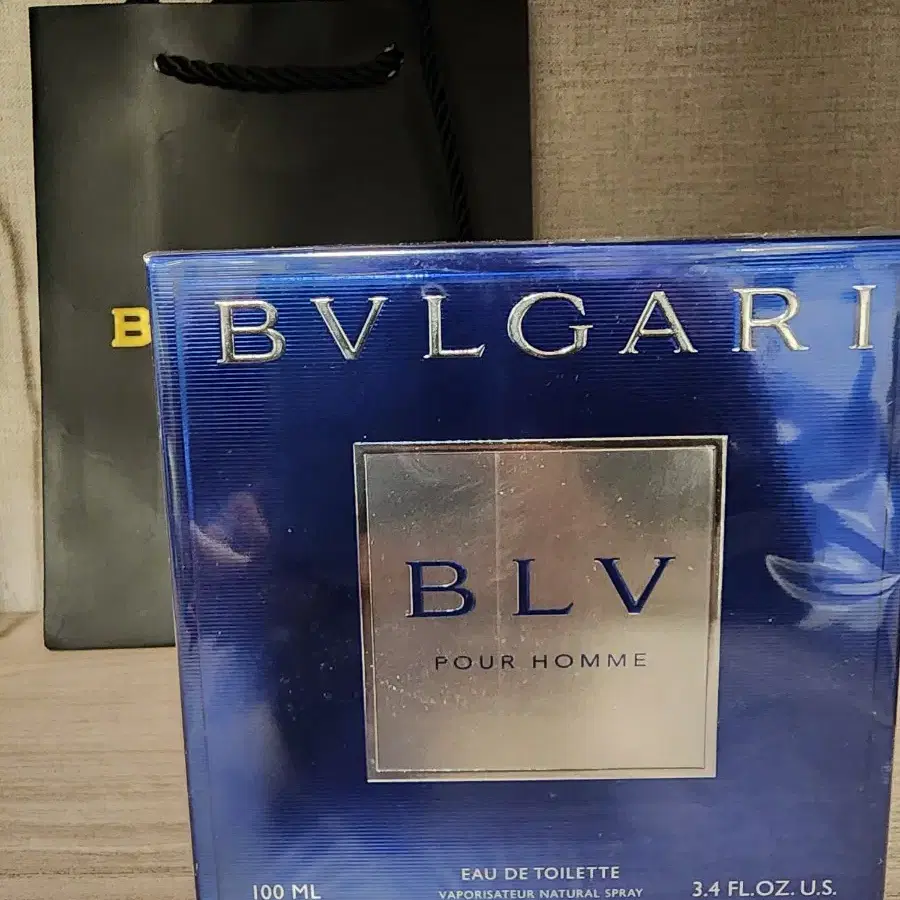 B
BVLGARI
BLV
POUR HOMME
EAU DE TOILETTE
100 ML VAPORISATEUR NATURAL SPRAY 3.4 FL.OZ. U.S.